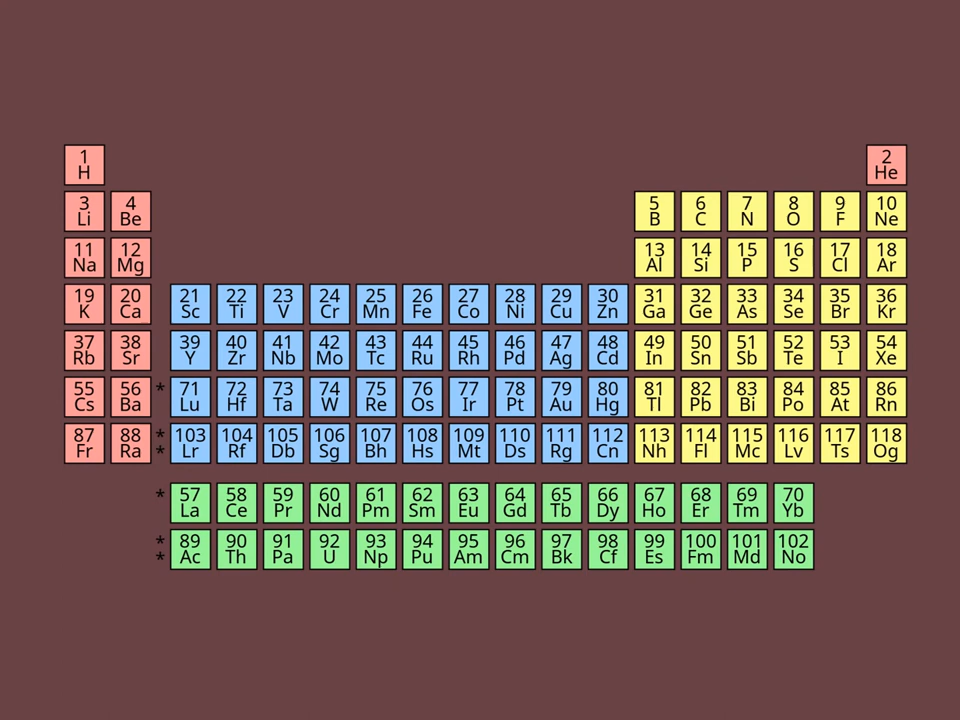 1 2
H He
3 4 5 6 7 8 9 10
Li Be B C N O F Ne
11 12 13 14 15 16 17 18
Na Mg Al Si P S Cl Ar
19 20 21 22 23 24 25 26 27 28 29 30 31 32 33 34 35 36
K Ca Sc Ti V Cr Mn Fe Co Ni Cu Zn Ga Ge As Se Br Kr
37 38 39 40 41 42 43 44 45 46 47 48 49 50 51 52 53 54
Rb Sr Y Zr Nb Mo Tc Ru Rh Pd Ag Cd In Sn Sb Te I Xe
55 56 * 71 72 73 74 75 76 77 78 79 80 81 82 83 84 85 86
Cs Ba Lu Hf Ta W Re Os Ir Pt Au Hg Tl Pb Bi Po At Rn
87 88 * 103 104 105 106 107 108 109 110 111 112 113 114 115 116 117 118
Fr Ra * Lr Rf Db Sg Bh Hs Mt Ds Rg Cn Nh Fl Mc Lv Ts Og
* 57 58 59 60 61 62 63 64 65 66 67 68 69 70
La Ce Pr Nd Pm Sm Eu Gd Tb Dy Ho Er Tm Yb
* 89 90 91 92 93 94 95 96 97 98 99 100 101 102
* Ac Th Pa U Np Pu Am Cm Bk Cf Es Fm Md No